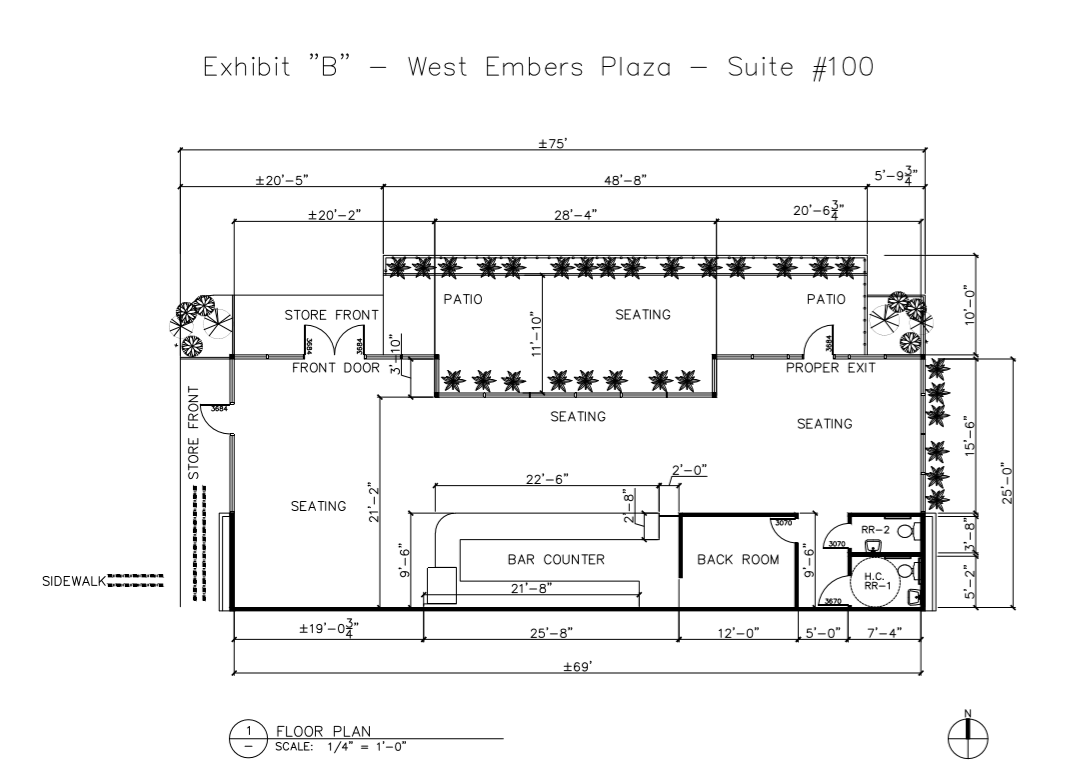 Exhibit "B" – West Embers Plaza – Suite #100
±75'
±20'-5"
48'-8"
5'-9 3/4"
±20'-2"
28'-4"
20'-6 3/4"
PATIO
SEATING
PATIO
10'-0"
STORE FRONT
11'-10"
3684
3684
3684
3'-10"
FRONT DOOR
PROPER EXIT
STORE FRONT
3684
SEATING
SEATING
15'-6"
25'-0"
22'-6"
2'-0"
SEATING
21'-2"
2'-8"
3070
RR-2
3070
3'-8"
9'-6"
BAR COUNTER
BACK ROOM
9'-6"
SIDEWALK
H.C.
RR-1
5'-2"
21'-8"
3670
±19'-0 3/4"
25'-8"
12'-0"
5'-0"
7'-4"
±69'
N
1
FLOOR PLAN
–
SCALE: 1/4" = 1'-0"